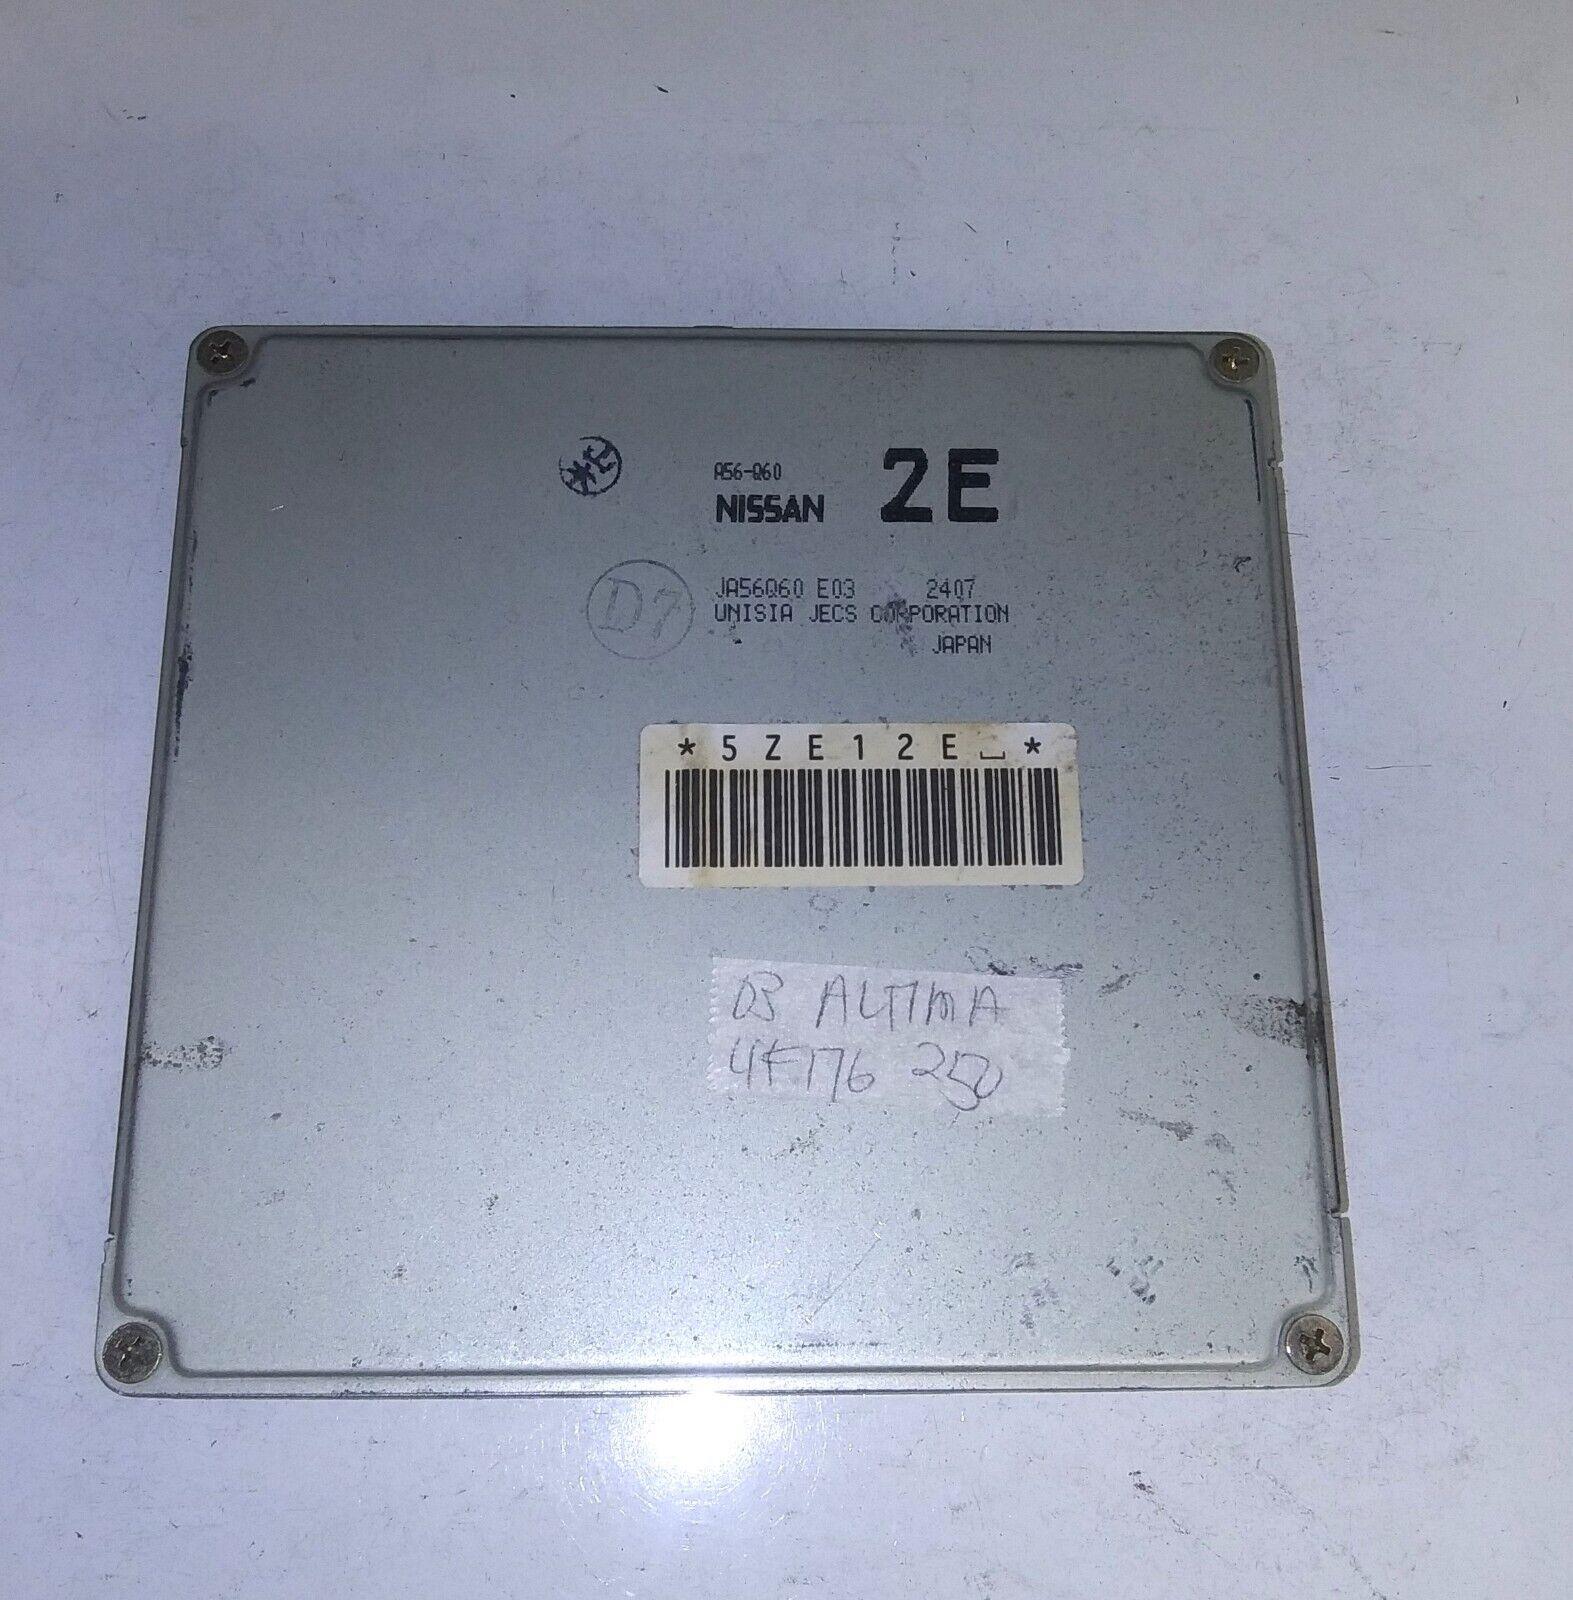 A56-Q60
NISSAN 2E
D7
JA56Q60 E03 2407
UNISIA JECS CORPORATION
JAPAN
*5ZE12E⎵*
03 ALTIMA
4F176 250